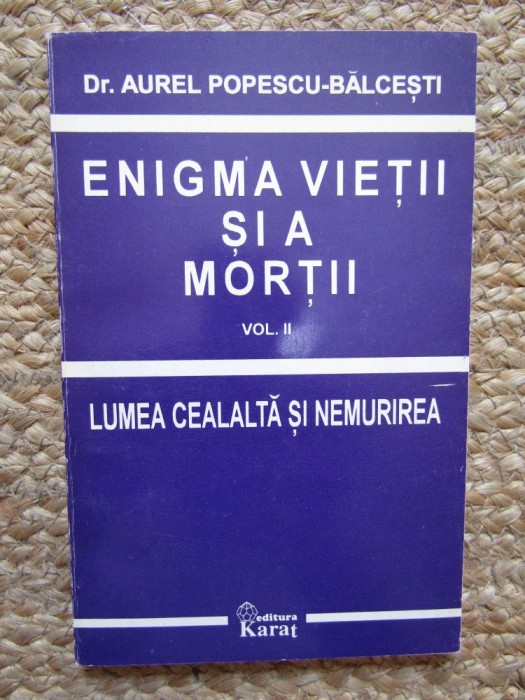 Dr. AUREL POPESCU-BĂLCEȘTI
ENIGMA VIEȚII
ȘI A
MORȚII
VOL. II
LUMEA CEALALTĂ ȘI NEMURIREA
editura
Karat